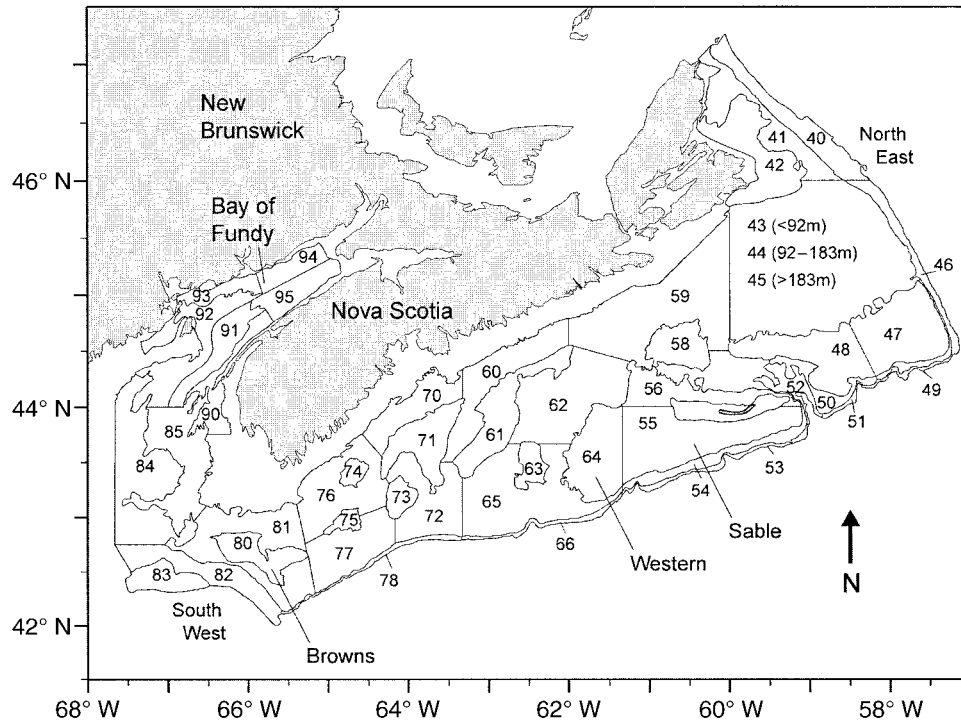 New
Brunswick
41
40
North
East
42
46° N
Bay of
Fundy
43 (<92m)
44 (92–183m)
45 (>183m)
94
46
93
95
92
Nova Scotia
59
91
58
47
48
60
56
52
49
70
62
50
44° N
90
55
51
85
71
61
84
74
63
64
53
76
73
65
54
75
72
81
Sable
80
77
66
Western
83
82
78
N
South
West
42° N
Browns
68° W
66° W
64° W
62° W
60° W
58° W